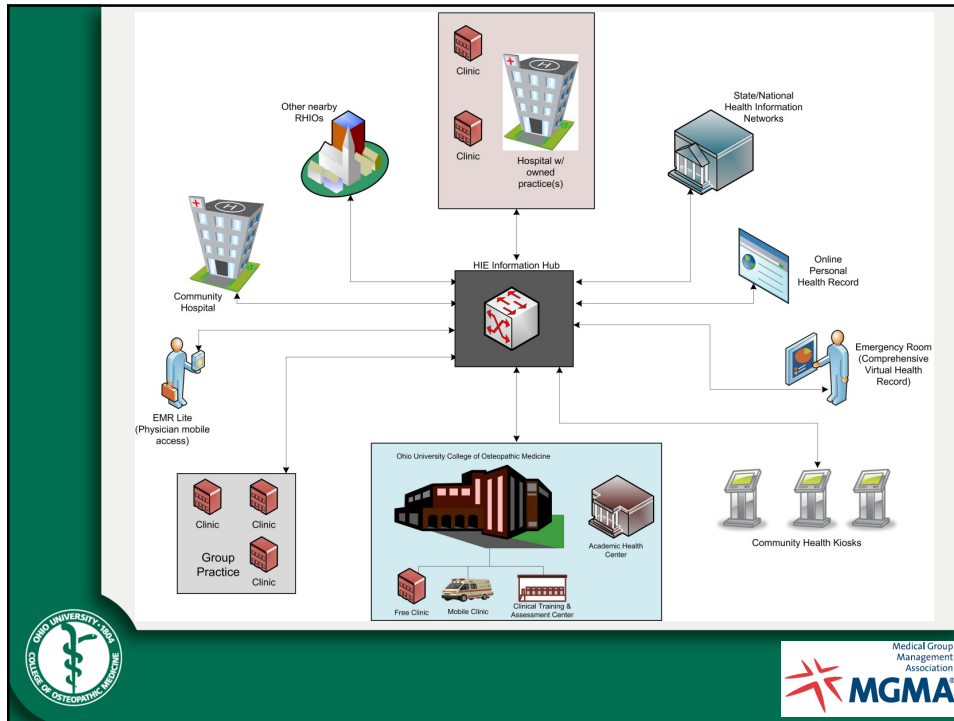 Clinic
Clinic
Hospital w/
owned
practice(s)
Other nearby
RHIOs
State/National
Health Information
Networks
H
H
HIE Information Hub
Community
Hospital
Online
Personal
Health Record
EMR Lite
(Physician mobile
access)
Emergency Room
(Comprehensive
Virtual Health
Record)
Clinic
Clinic
Group
Practice
Clinic
Ohio University College of Osteopathic Medicine
Academic Health
Center
Free Clinic
Mobile Clinic
Clinical Training &
Assessment Center
Community Health Kiosks
OHIO UNIVERSITY · 1804
COLLEGE OF OSTEOPATHIC MEDICINE
Medical Group
Management
Association
MGMA®